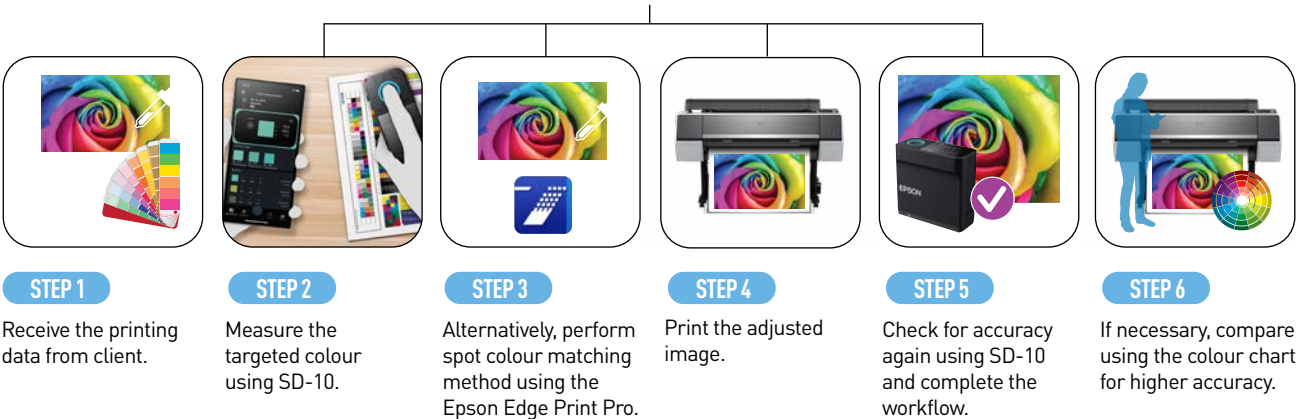 EPSON
STEP 1
Receive the printing
data from client.
STEP 2
Measure the
targeted colour
using SD-10.
STEP 3
Alternatively, perform
spot colour matching
method using the
Epson Edge Print Pro.
STEP 4
Print the adjusted
image.
STEP 5
Check for accuracy
again using SD-10
and complete the
workflow.
STEP 6
If necessary, compare
using the colour chart
for higher accuracy.